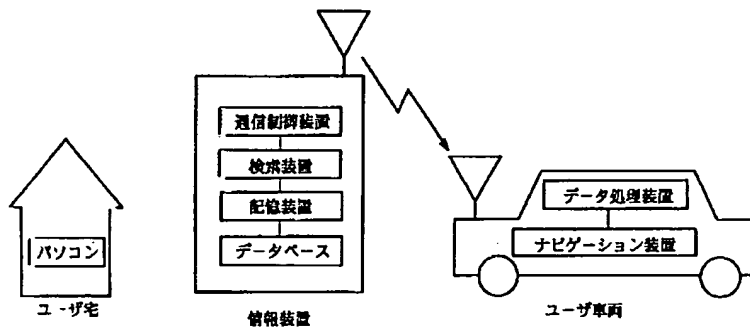 通信制御装置
検索装置
記憶装置
データベース
パソコン
ユーザ宅
情報装置
データ処理装置
ナビゲーション装置
ユーザ車両